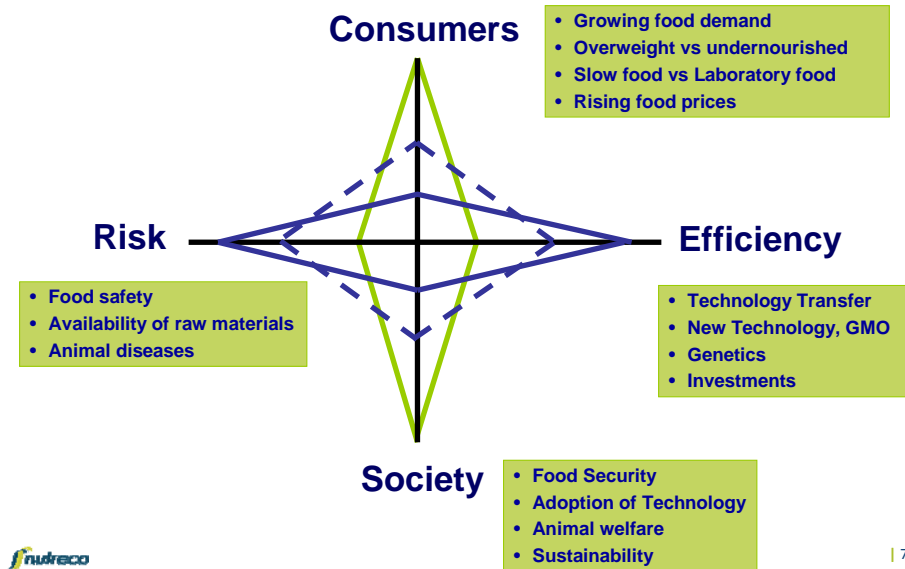 Consumers
• Growing food demand
• Overweight vs undernourished
• Slow food vs Laboratory food
• Rising food prices
Risk
Efficiency
• Food safety
• Availability of raw materials
• Animal diseases
• Technology Transfer
• New Technology, GMO
• Genetics
• Investments
Society
• Food Security
• Adoption of Technology
• Animal welfare
• Sustainability
nutreco
| 7